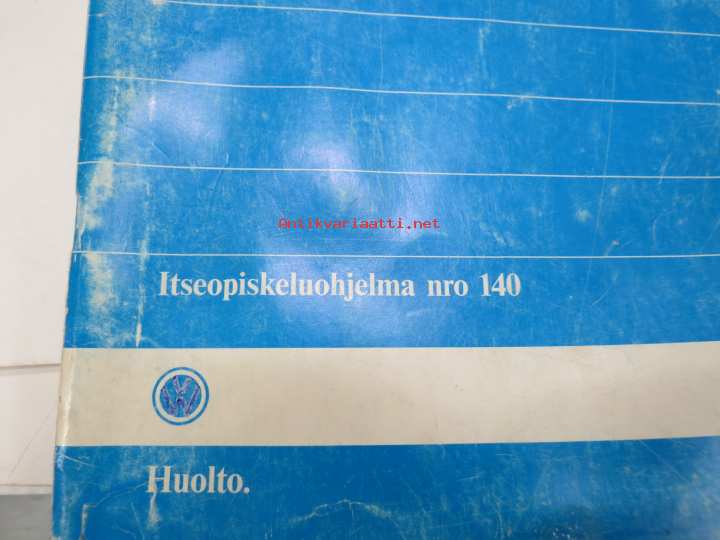 Antikvariaatti.net
Itseopiskeluohjelma nro 140
Huolto.